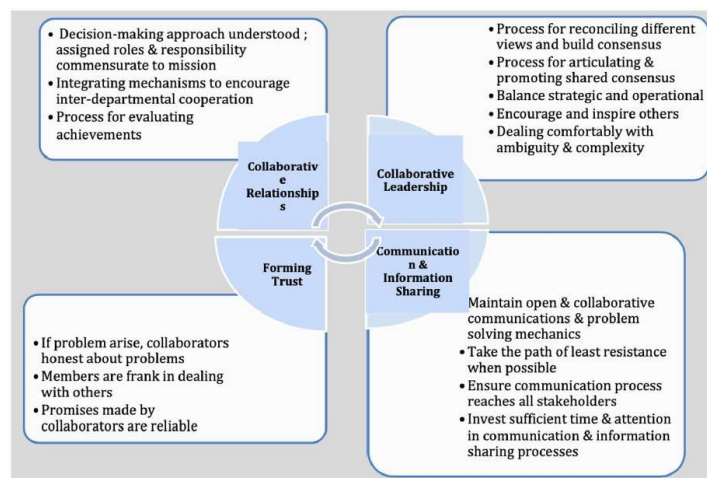 • Decision-making approach understood ;
assigned roles & responsibility
commensurate to mission
• Integrating mechanisms to encourage
inter-departmental cooperation
• Process for evaluating
achievements
• Process for reconciling different
views and build consensus
• Process for articulating &
promoting shared consensus
• Balance strategic and operational
• Encourage and inspire others
• Dealing comfortably with
ambiguity & complexity
Collaborativ
e
Relationship
s
Collaborative
Leadership
Forming
Trust
Communicatio
n &
Information
Sharing
• If problem arise, collaborators
honest about problems
• Members are frank in dealing
with others
• Promises made by
collaborators are reliable
Maintain open & collaborative
communications & problem
solving mechanics
• Take the path of least resistance
when possible
• Ensure communication process
reaches all stakeholders
• Invest sufficient time & attention
in communication & information
sharing processes